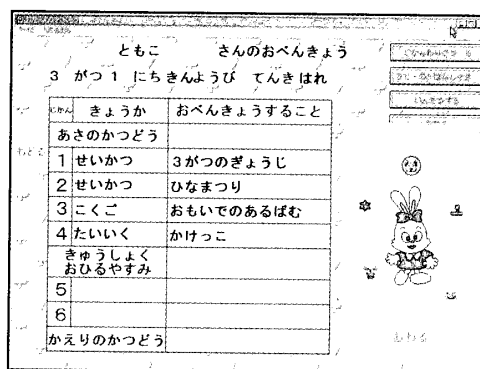 ともこ さんのおべんきょう
3 がつ 1 にち きんようび てんき はれ
じかん きょうか おべんきょうすること
あさのかつどう
1 せいかつ 3がつのぎょうじ
2 せいかつ ひなまつり
3 こくご おもいでのあるばむ
4 たいいく かけっこ
きゅうしょく
おひるやすみ
5
6
かえりのかつどう